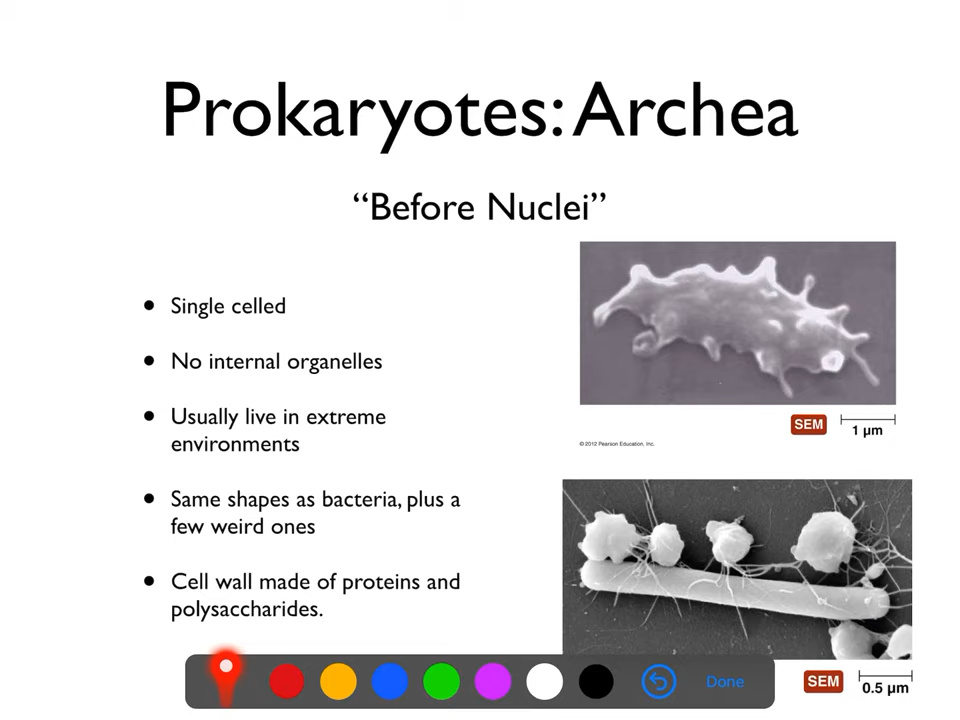 Prokaryotes: Archea
“Before Nuclei”
• Single celled
• No internal organelles
• Usually live in extreme
environments
• Same shapes as bacteria, plus a
few weird ones
• Cell wall made of proteins and
polysaccharides.
SEM
1 μm
© 2012 Pearson Education, Inc.
SEM
0.5 μm
Done